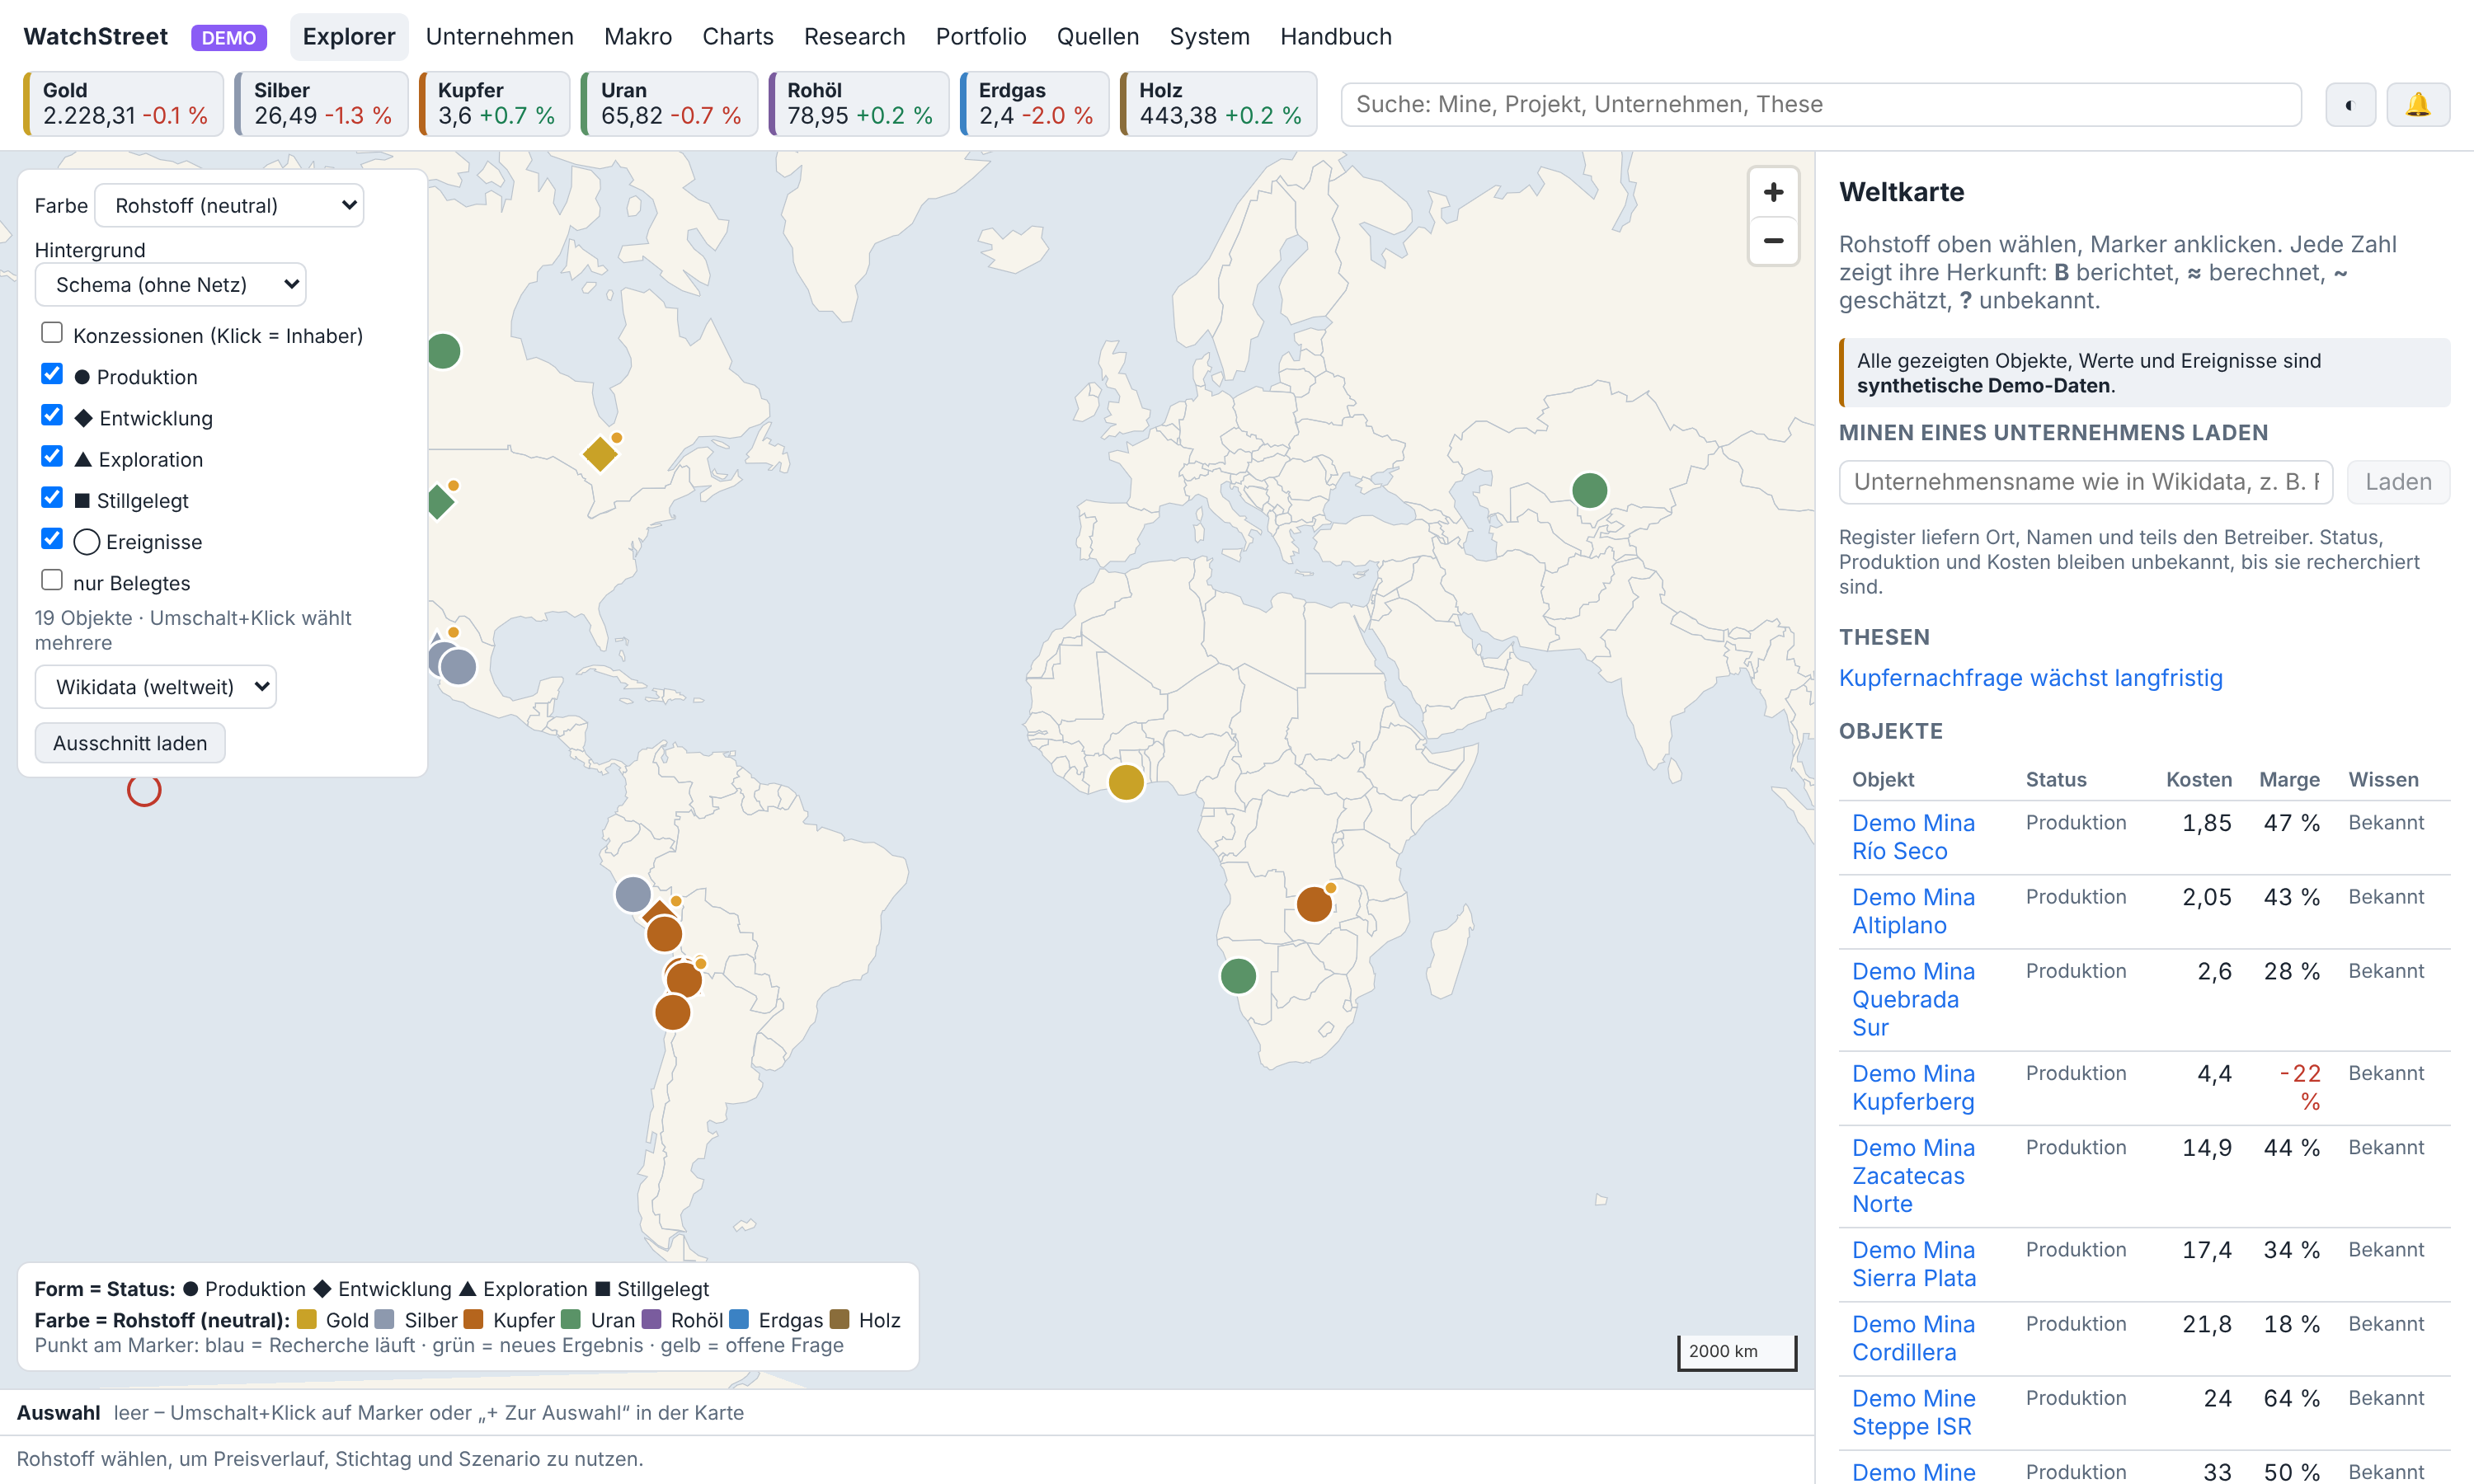 WatchStreet DEMO Explorer Unternehmen Makro Charts Research Portfolio Quellen System Handbuch
Gold
2.228,31 -0.1 %
Silber
26,49 -1.3 %
Kupfer
3,6 +0.7 %
Uran
65,82 -0.7 %
Rohöl
78,95 +0.2 %
Erdgas
2,4 -2.0 %
Holz
443,38 +0.2 %
Suche: Mine, Projekt, Unternehmen, These
Farbe Rohstoff (neutral)
Hintergrund
Schema (ohne Netz)
Konzessionen (Klick = Inhaber)
Produktion
Entwicklung
Exploration
Stillgelegt
Ereignisse
nur Belegtes
19 Objekte · Umschalt+Klick wählt
mehrere
Wikidata (weltweit)
Ausschnitt laden
+
−
Form = Status: ● Produktion ◆ Entwicklung ▲ Exploration ■ Stillgelegt
Farbe = Rohstoff (neutral): Gold Silber Kupfer Uran Rohöl Erdgas Holz
Punkt am Marker: blau = Recherche läuft · grün = neues Ergebnis · gelb = offene Frage
2000 km
Auswahl leer – Umschalt+Klick auf Marker oder „+ Zur Auswahl“ in der Karte
Rohstoff wählen, um Preisverlauf, Stichtag und Szenario zu nutzen.
Weltkarte
Rohstoff oben wählen, Marker anklicken. Jede Zahl
zeigt ihre Herkunft: B berichtet, ≈ berechnet, ~
geschätzt, ? unbekannt.
Alle gezeigten Objekte, Werte und Ereignisse sind
synthetische Demo-Daten.
MINEN EINES UNTERNEHMENS LADEN
Unternehmensname wie in Wikidata, z. B. Laden
Register liefern Ort, Namen und teils den Betreiber. Status,
Produktion und Kosten bleiben unbekannt, bis sie recherchiert
sind.
THESEN
Kupfernachfrage wächst langfristig
OBJEKTE
Objekt Status Kosten Marge Wissen
Demo Mina Produktion 1,85 47 % Bekannt
Río Seco
Demo Mina Produktion 2,05 43 % Bekannt
Altiplano
Demo Mina Produktion 2,6 28 % Bekannt
Quebrada
Sur
Demo Mina Produktion 4,4 -22 Bekannt
Kupferberg %
Demo Mina Produktion 14,9 44 % Bekannt
Zacatecas
Norte
Demo Mina Produktion 17,4 34 % Bekannt
Sierra Plata
Demo Mina Produktion 21,8 18 % Bekannt
Cordillera
Demo Mine Produktion 24 64 % Bekannt
Steppe ISR
Demo Mine Produktion 33 50 % Bekannt